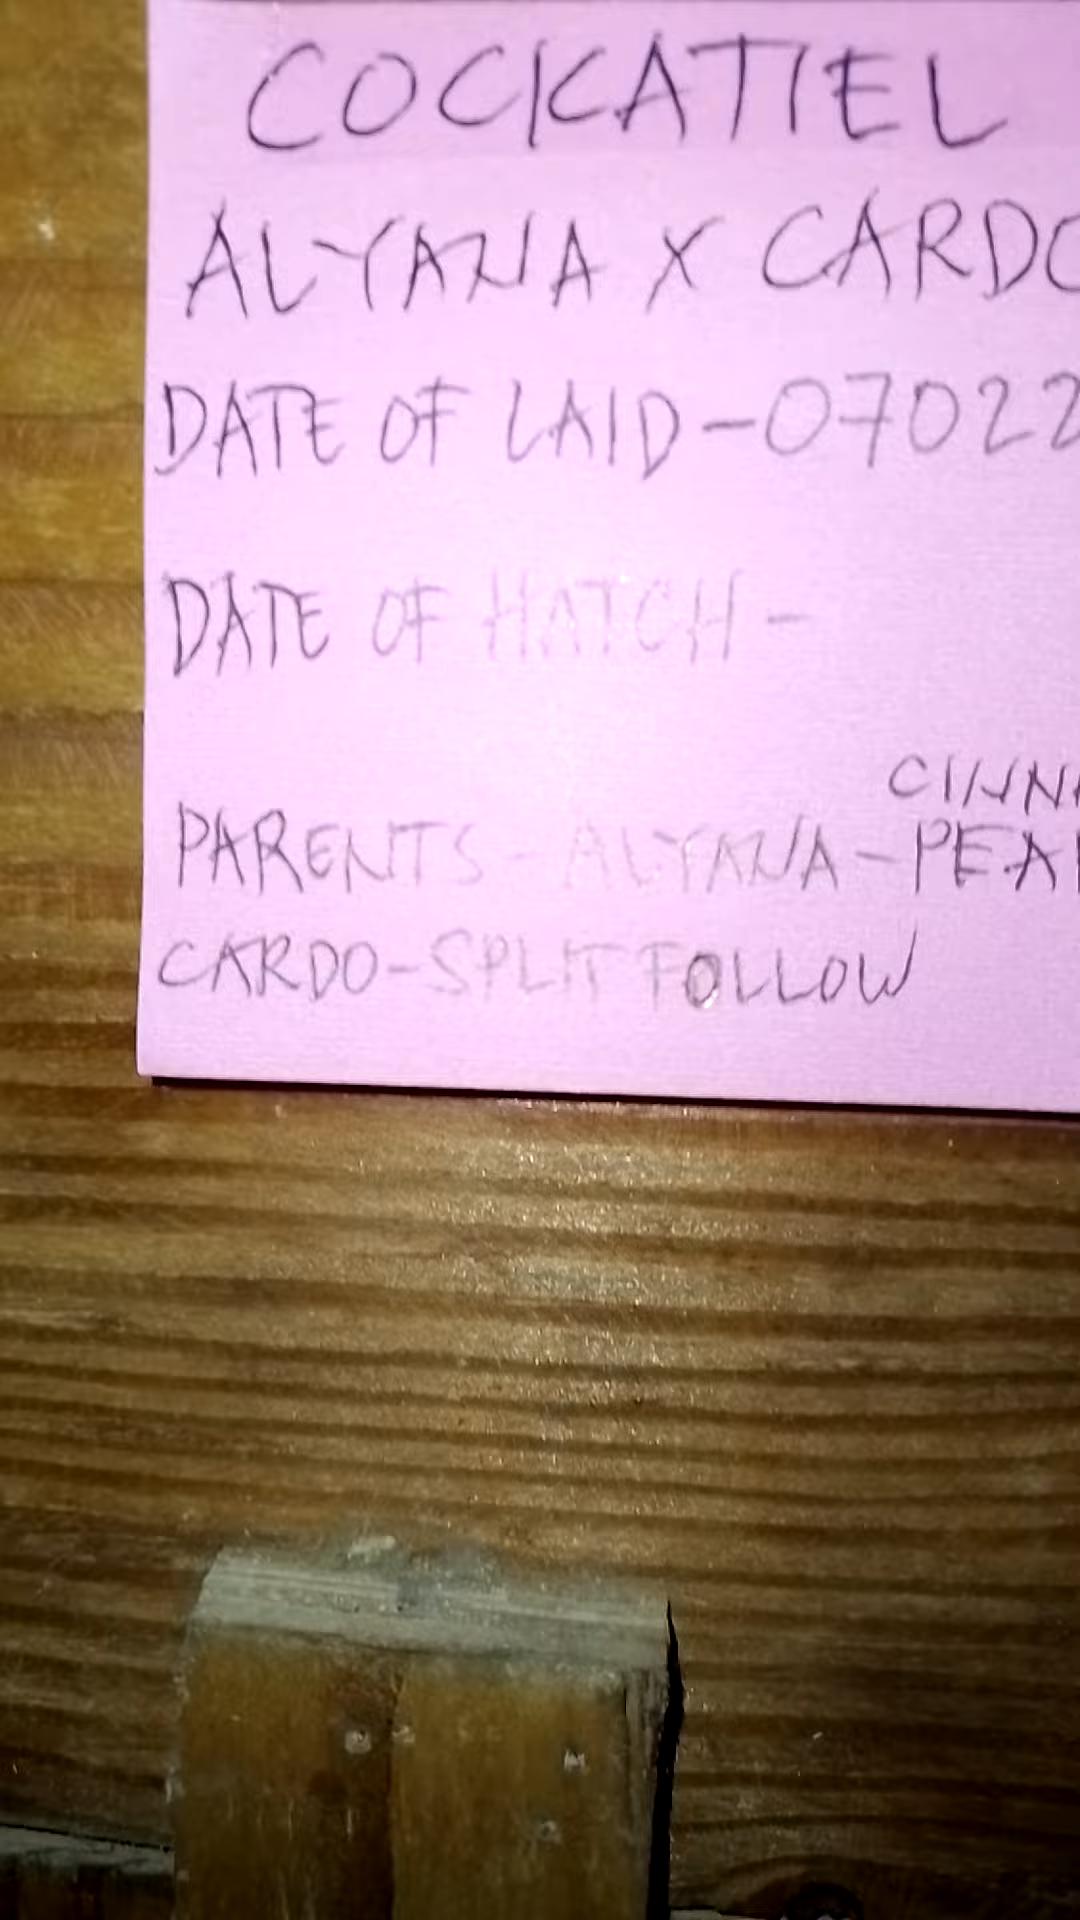 COCKATIEL
ALYANA X CARDO
DATE OF LAID-07022
DATE OF HATCH-
CINN
PARENTS-ALYANA-PEA
CARDO-SPLIT FOLLOW